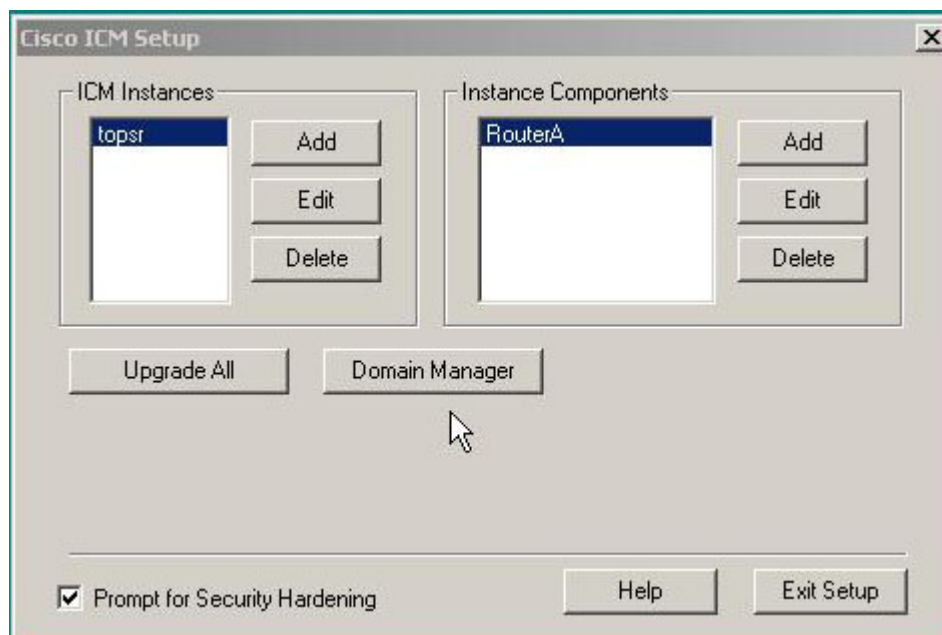 Cisco ICM Setup
ICM Instances
topsr
Add
Edit
Delete
Instance Components
RouterA
Add
Edit
Delete
Upgrade All
Domain Manager
Prompt for Security Hardening
Help
Exit Setup